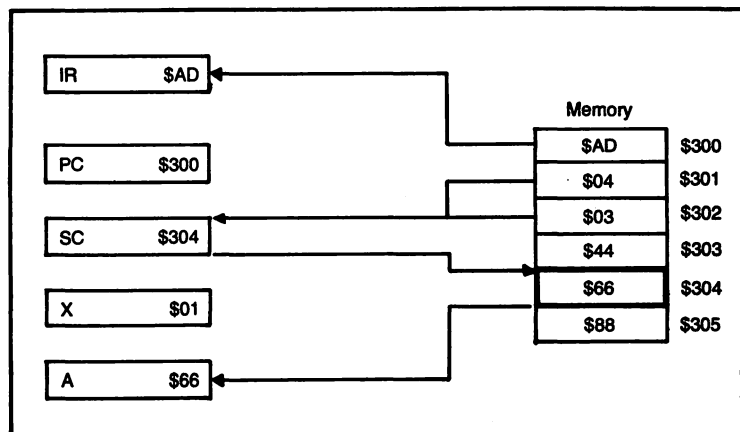 IR $AD
PC $300
SC $304
X $01
A $66
Memory
$AD $300
$04 $301
$03 $302
$44 $303
$66 $304
$88 $305